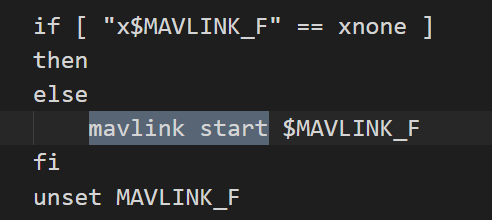 if [ "x$MAVLINK_F" == xnone ]
then
else
    mavlink start $MAVLINK_F
fi
unset MAVLINK_F